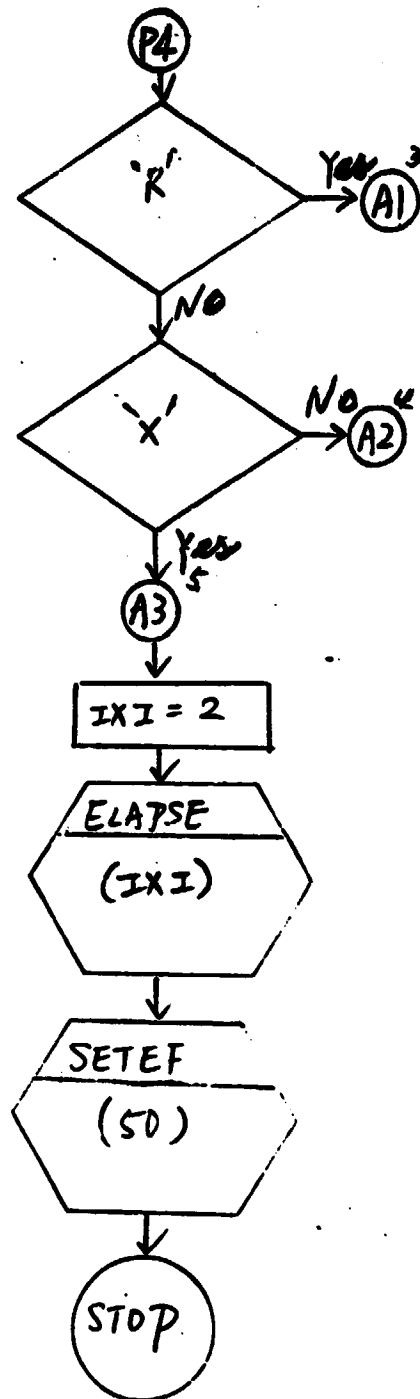 P4
'R'
Yes 3
A1
NO
'X'
NO 4
A2
Yes
5
A3
IXI = 2
ELAPSE
(IXI)
SETEF
(50)
STOP